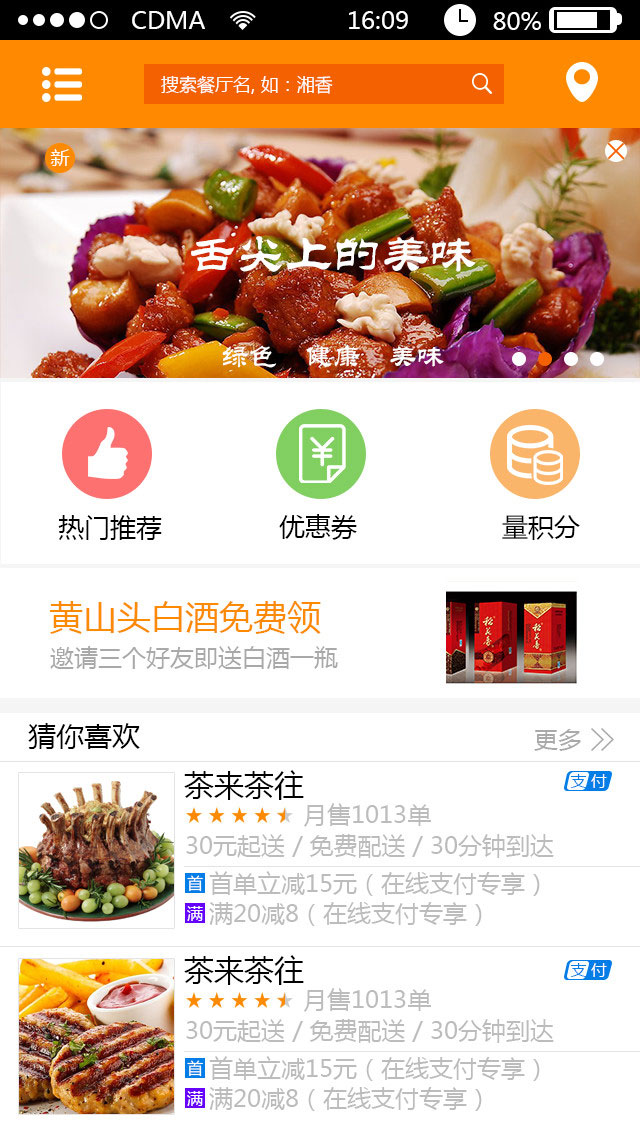 CDMA 16:09 80%
搜索餐厅名, 如：湘香
新
舌尖上的美味
绿色 健康 美味
热门推荐 优惠券 量积分
黄山头白酒免费领
邀请三个好友即送白酒一瓶
猜你喜欢 更多
茶来茶往 支付
月售1013单
30元起送 / 免费配送 / 30分钟到达
首 首单立减15元（在线支付专享）
满 满20减8（在线支付专享）
茶来茶往 支付
月售1013单
30元起送 / 免费配送 / 30分钟到达
首 首单立减15元（在线支付专享）
满 满20减8（在线支付专享）